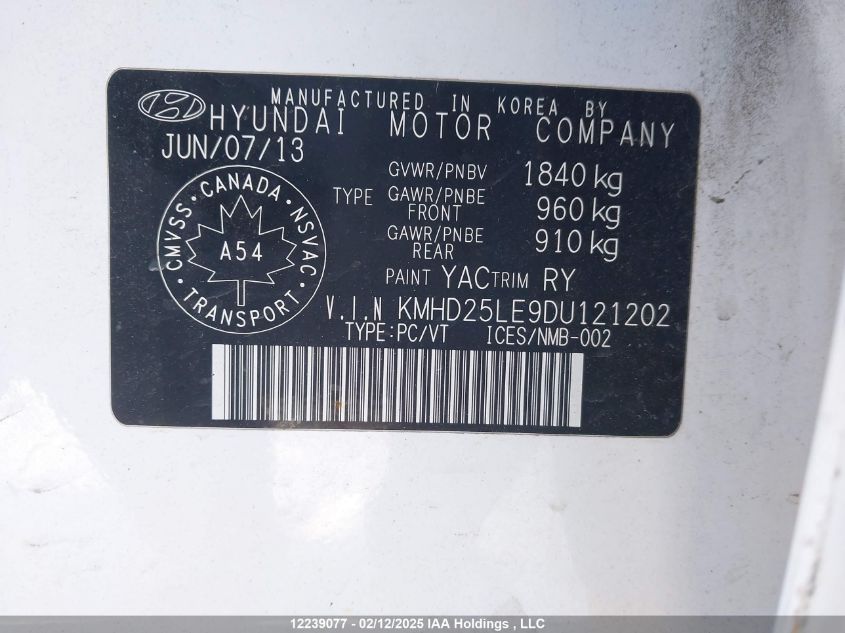 MANUFACTURED IN KOREA BY
HYUNDAI MOTOR COMPANY
JUN/07/13
GVWR/PNBV 1840 kg
TYPE GAWR/PNBE FRONT 960 kg
GAWR/PNBE REAR 910 kg
CANADA · NSVAC · TRANSPORT · CMVSS ·
A54
PAINT YAC TRIM RY
V.I.N KMHD25LE9DU121202
TYPE:PC/VT ICES/NMB-002
12239077 - 02/12/2025 IAA Holdings , LLC